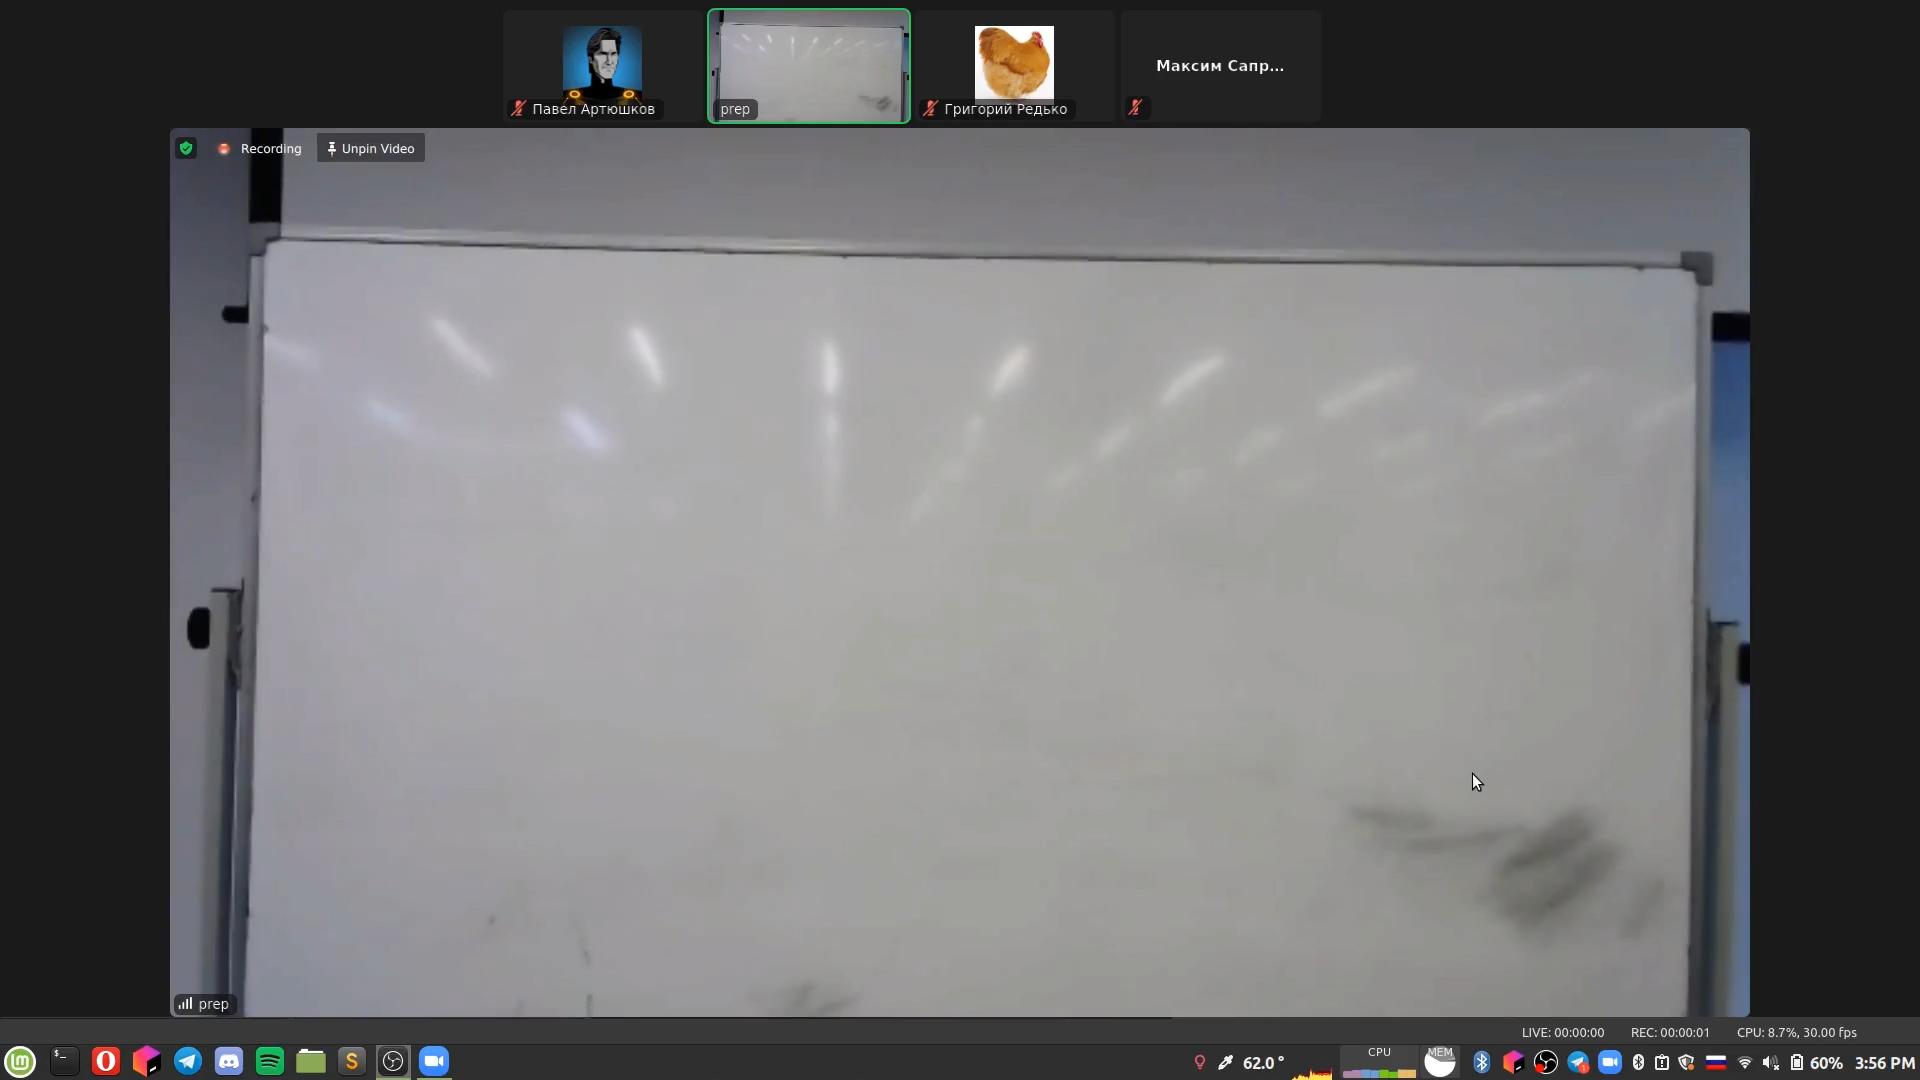 Максим Сапр...
Павел Артюшков
prep
Григорий Редько
Recording
Unpin Video
prep
LIVE: 00:00:00
REC: 00:00:01
CPU: 8.7%, 30.00 fps
62.0°
CPU
MEM
60%
3:56 PM